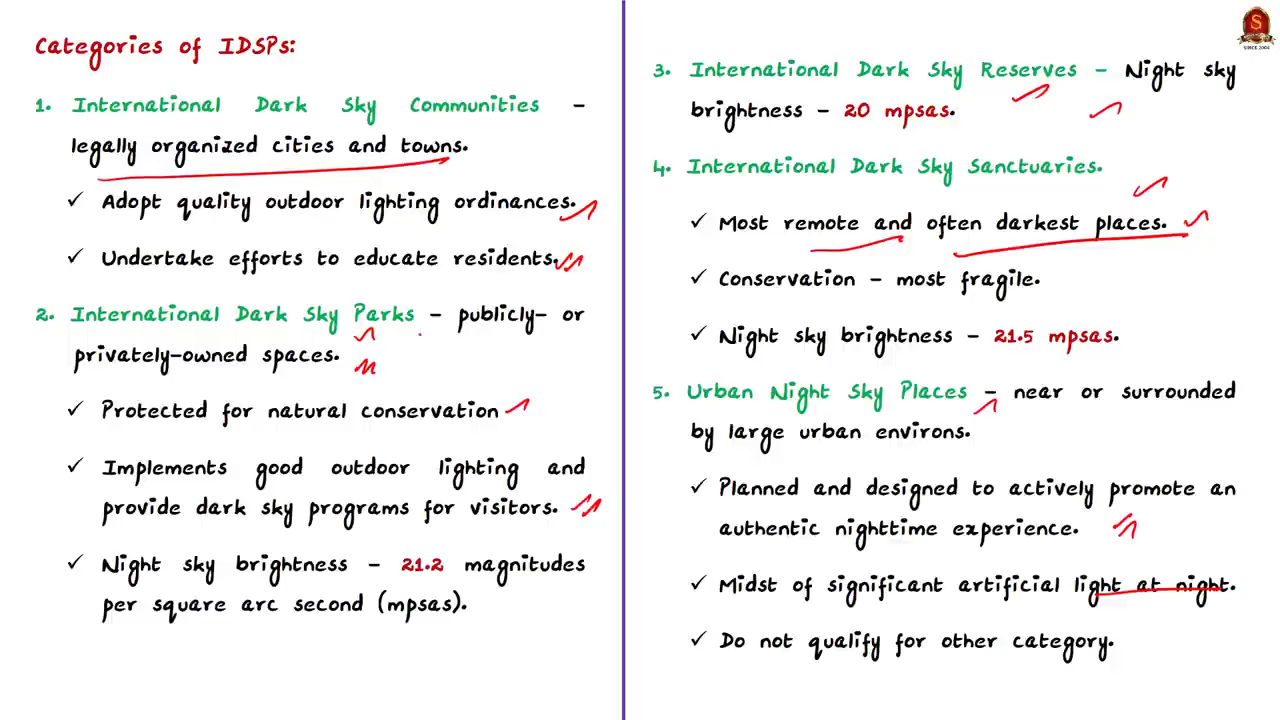 Categories of IDSPs:
1. International Dark Sky Communities –
legally organized cities and towns.
✓ Adopt quality outdoor lighting ordinances.
✓ Undertake efforts to educate residents.
2. International Dark Sky Parks – publicly- or
privately-owned spaces.
✓ Protected for natural conservation
✓ Implements good outdoor lighting and
provide dark sky programs for visitors.
✓ Night sky brightness – 21.2 magnitudes
per square arc second (mpsas).
3. International Dark Sky Reserves – Night sky
brightness – 20 mpsas.
4. International Dark Sky Sanctuaries.
✓ Most remote and often darkest places.
✓ Conservation – most fragile.
✓ Night sky brightness – 21.5 mpsas.
5. Urban Night Sky Places – near or surrounded
by large urban environs.
✓ Planned and designed to actively promote an
authentic nighttime experience.
✓ Midst of significant artificial light at night.
✓ Do not qualify for other category.
S
SINCE 2004